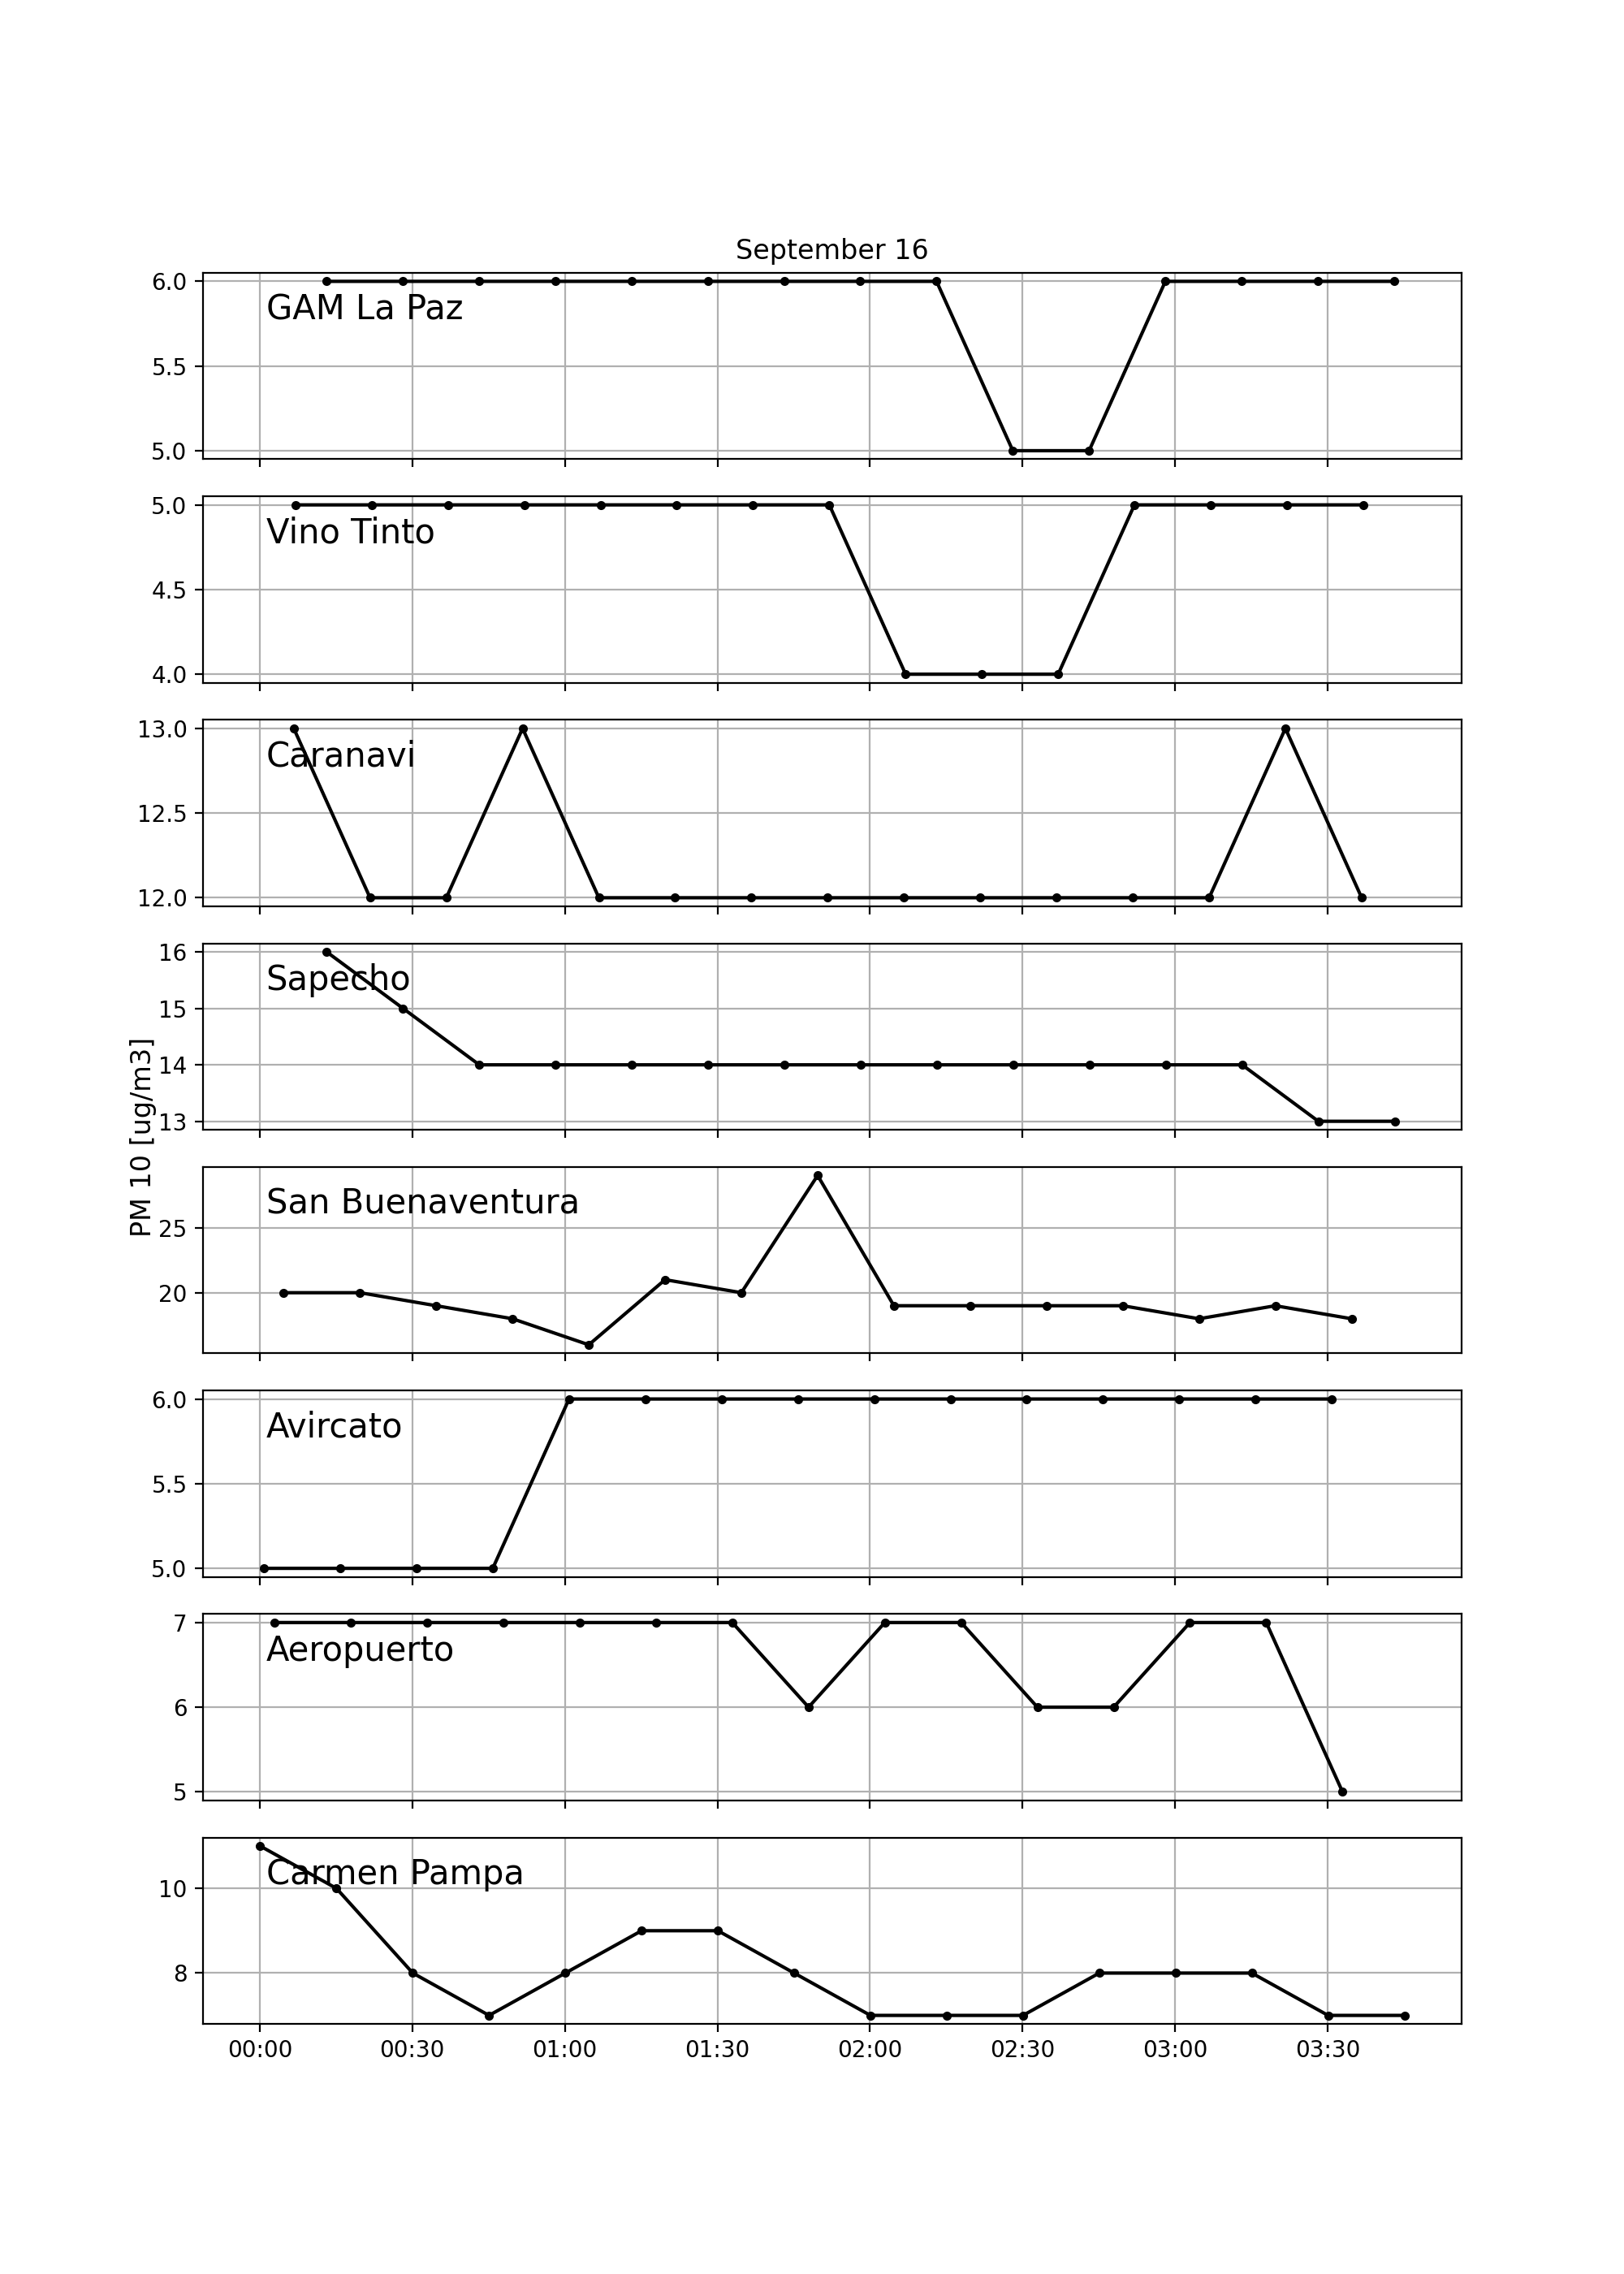 September 16
6.0
GAM La Paz
5.5
5.0
5.0
Vino Tinto
4.5
4.0
13.0
Caranavi
12.5
12.0
16
Sapecho
15
14
13
PM 10 [ug/m3]
San Buenaventura
25
20
6.0
Avircato
5.5
5.0
7
Aeropuerto
6
5
Carmen Pampa
10
8
00:00 00:30 01:00 01:30 02:00 02:30 03:00 03:30